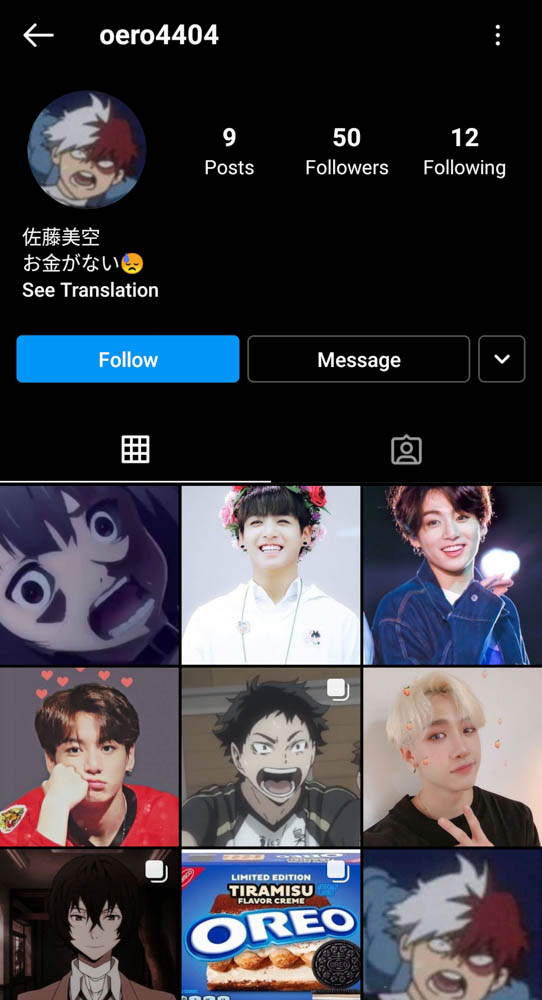 oero4404
9 50 12
Posts Followers Following
佐藤美空
お金がない😓
See Translation
Follow Message
LIMITED EDITION
TIRAMISU
FLAVOR CREME
OREO